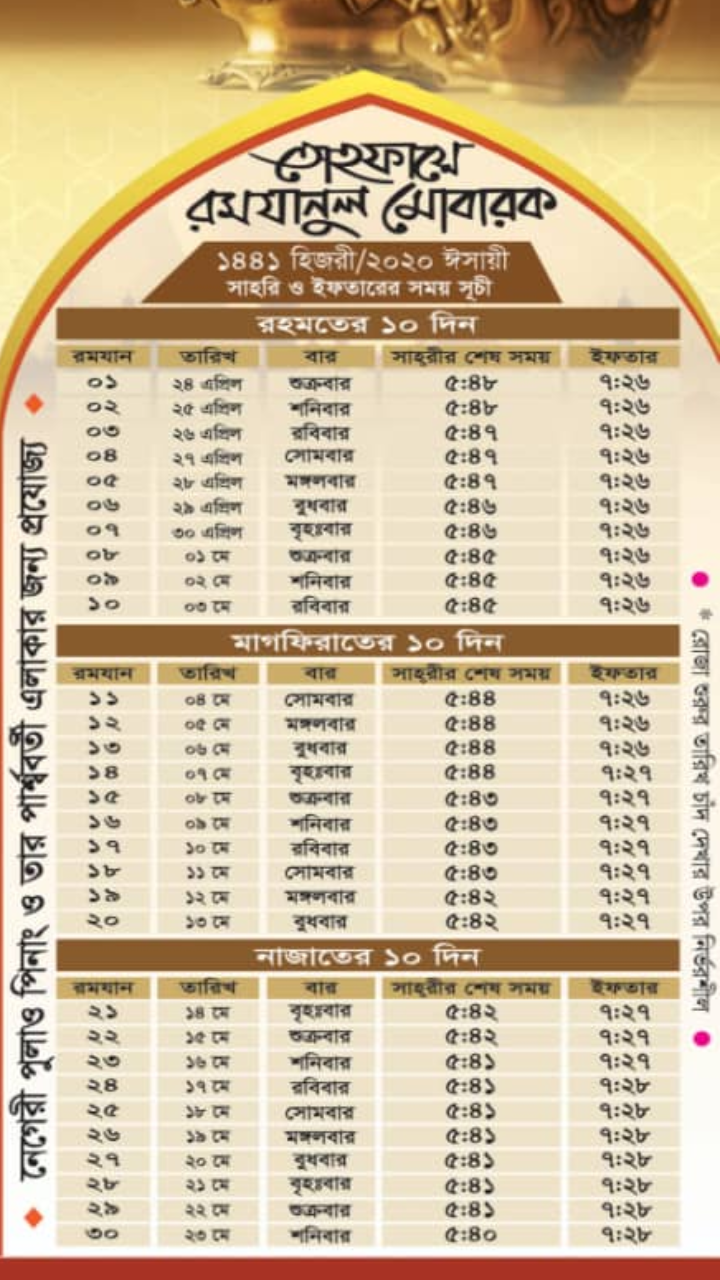 তোহফায়ে
রমযানুল মোবারক
১৪৪১ হিজরী/২০২০ ঈসায়ী
সাহরি ও ইফতারের সময় সূচী
রহমতের ১০ দিন
রমযান তারিখ বার সাহ্‌রীর শেষ সময় ইফতার
০১ ২৪ এপ্রিল শুক্রবার ৫:৪৮ ৭:২৬
০২ ২৫ এপ্রিল শনিবার ৫:৪৮ ৭:২৬
০৩ ২৬ এপ্রিল রবিবার ৫:৪৭ ৭:২৬
০৪ ২৭ এপ্রিল সোমবার ৫:৪৭ ৭:২৬
০৫ ২৮ এপ্রিল মঙ্গলবার ৫:৪৭ ৭:২৬
০৬ ২৯ এপ্রিল বুধবার ৫:৪৬ ৭:২৬
০৭ ৩০ এপ্রিল বৃহঃবার ৫:৪৬ ৭:২৬
০৮ ০১ মে শুক্রবার ৫:৪৫ ৭:২৬
০৯ ০২ মে শনিবার ৫:৪৫ ৭:২৬
১০ ০৩ মে রবিবার ৫:৪৫ ৭:২৬
মাগফিরাতের ১০ দিন
রমযান তারিখ বার সাহ্‌রীর শেষ সময় ইফতার
১১ ০৪ মে সোমবার ৫:৪৪ ৭:২৬
১২ ০৫ মে মঙ্গলবার ৫:৪৪ ৭:২৬
১৩ ০৬ মে বুধবার ৫:৪৪ ৭:২৬
১৪ ০৭ মে বৃহঃবার ৫:৪৪ ৭:২৭
১৫ ০৮ মে শুক্রবার ৫:৪৩ ৭:২৭
১৬ ০৯ মে শনিবার ৫:৪৩ ৭:২৭
১৭ ১০ মে রবিবার ৫:৪৩ ৭:২৭
১৮ ১১ মে সোমবার ৫:৪৩ ৭:২৭
১৯ ১২ মে মঙ্গলবার ৫:৪২ ৭:২৭
২০ ১৩ মে বুধবার ৫:৪২ ৭:২৭
নাজাতের ১০ দিন
রমযান তারিখ বার সাহ্‌রীর শেষ সময় ইফতার
২১ ১৪ মে বৃহঃবার ৫:৪২ ৭:২৭
২২ ১৫ মে শুক্রবার ৫:৪২ ৭:২৭
২৩ ১৬ মে শনিবার ৫:৪১ ৭:২৭
২৪ ১৭ মে রবিবার ৫:৪১ ৭:২৮
২৫ ১৮ মে সোমবার ৫:৪১ ৭:২৮
২৬ ১৯ মে মঙ্গলবার ৫:৪১ ৭:২৮
২৭ ২০ মে বুধবার ৫:৪১ ৭:২৮
২৮ ২১ মে বৃহঃবার ৫:৪১ ৭:২৮
২৯ ২২ মে শুক্রবার ৫:৪১ ৭:২৮
৩০ ২৩ মে শনিবার ৫:৪০ ৭:২৮
নেগেরী পুলাও পিনাং ও তার পার্শ্ববর্তী এলাকার জন্য প্রযোজ্য
* রোজা শুরুর তারিখ চাঁদ দেখার উপর নির্ভরশীল